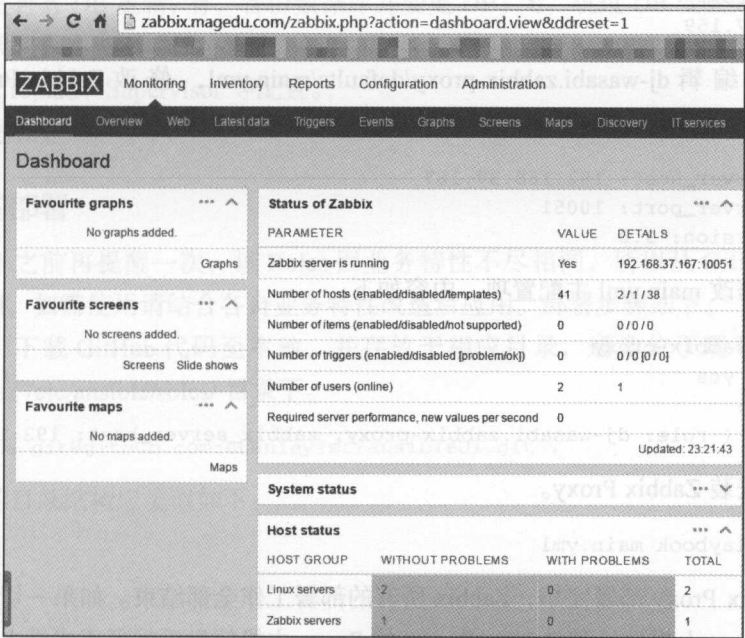 zabbix.magedu.com/zabbix.php?action=dashboard.view&ddreset=1
ZABBIX Monitoring Inventory Reports Configuration Administration
Dashboard Overview Web Latest data Triggers Events Graphs Screens Maps Discovery IT services
Dashboard
Favourite graphs
No graphs added.
Graphs
Favourite screens
No screens added.
Screens Slide shows
Favourite maps
No maps added.
Maps
Status of Zabbix
PARAMETER VALUE DETAILS
Zabbix server is running Yes 192.168.37.167:10051
Number of hosts (enabled/disabled/templates) 41 2 / 1 / 38
Number of items (enabled/disabled/not supported) 0 0 / 0 / 0
Number of triggers (enabled/disabled [problem/ok]) 0 0 / 0 [0 / 0]
Number of users (online) 2 1
Required server performance, new values per second 0
Updated: 23:21:43
System status
Host status
HOST GROUP WITHOUT PROBLEMS WITH PROBLEMS TOTAL
Linux servers 2 0 2
Zabbix servers 1 0 1